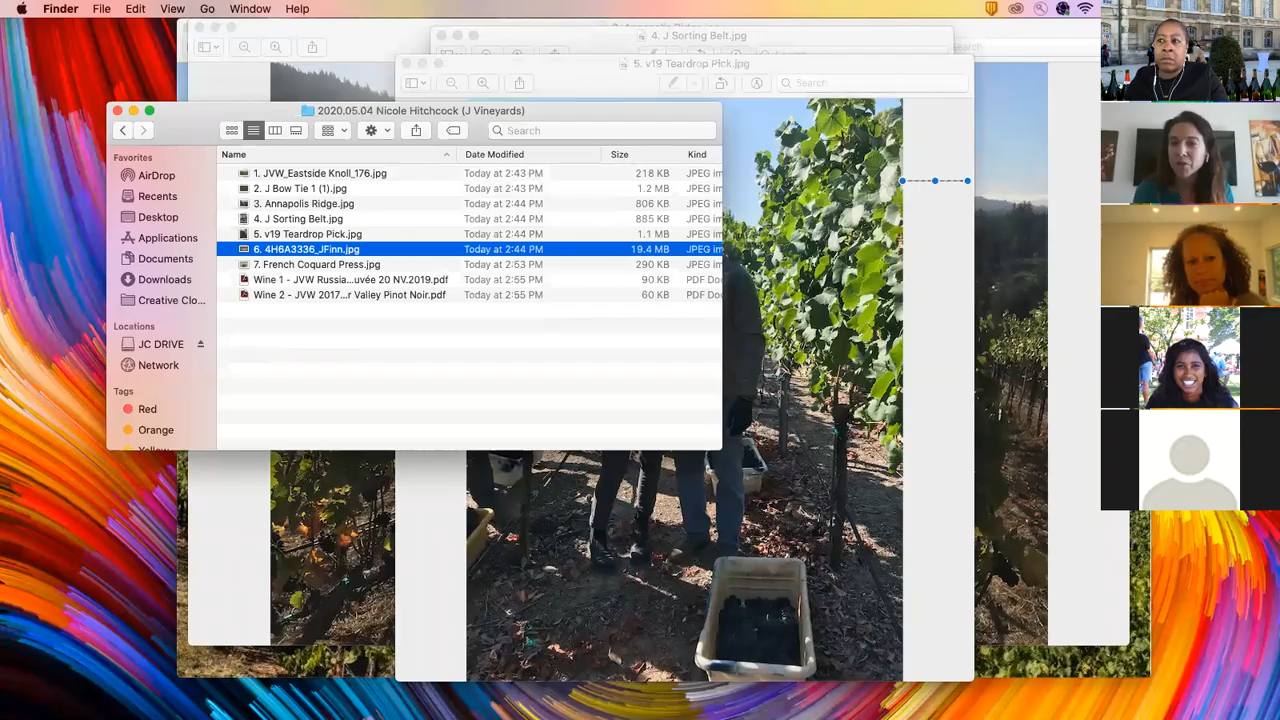 Finder File Edit View Go Window Help
4. J Sorting Belt.jpg
Search
5. v19 Teardrop Pick.jpg
Search
2020.05.04 Nicole Hitchcock (J Vineyards)
Search
Favorites
AirDrop
Recents
Desktop
Applications
Documents
Downloads
Creative Clo...
Locations
JC DRIVE
Network
Tags
Red
Orange
Yellow
Name Date Modified Size Kind
1. JVW_Eastside Knoll_176.jpg Today at 2:43 PM 218 KB JPEG im
2. J Bow Tie 1 (1).jpg Today at 2:43 PM 1.2 MB JPEG im
3. Annapolis Ridge.jpg Today at 2:44 PM 806 KB JPEG im
4. J Sorting Belt.jpg Today at 2:44 PM 885 KB JPEG im
5. v19 Teardrop Pick.jpg Today at 2:44 PM 1.1 MB JPEG im
6. 4H6A3336_JFinn.jpg Today at 2:44 PM 19.4 MB JPEG im
7. French Coquard Press.jpg Today at 2:53 PM 290 KB JPEG im
Wine 1 - JVW Russia...uvée 20 NV.2019.pdf Today at 2:55 PM 90 KB PDF Doc
Wine 2 - JVW 2017...r Valley Pinot Noir.pdf Today at 2:55 PM 60 KB PDF Doc